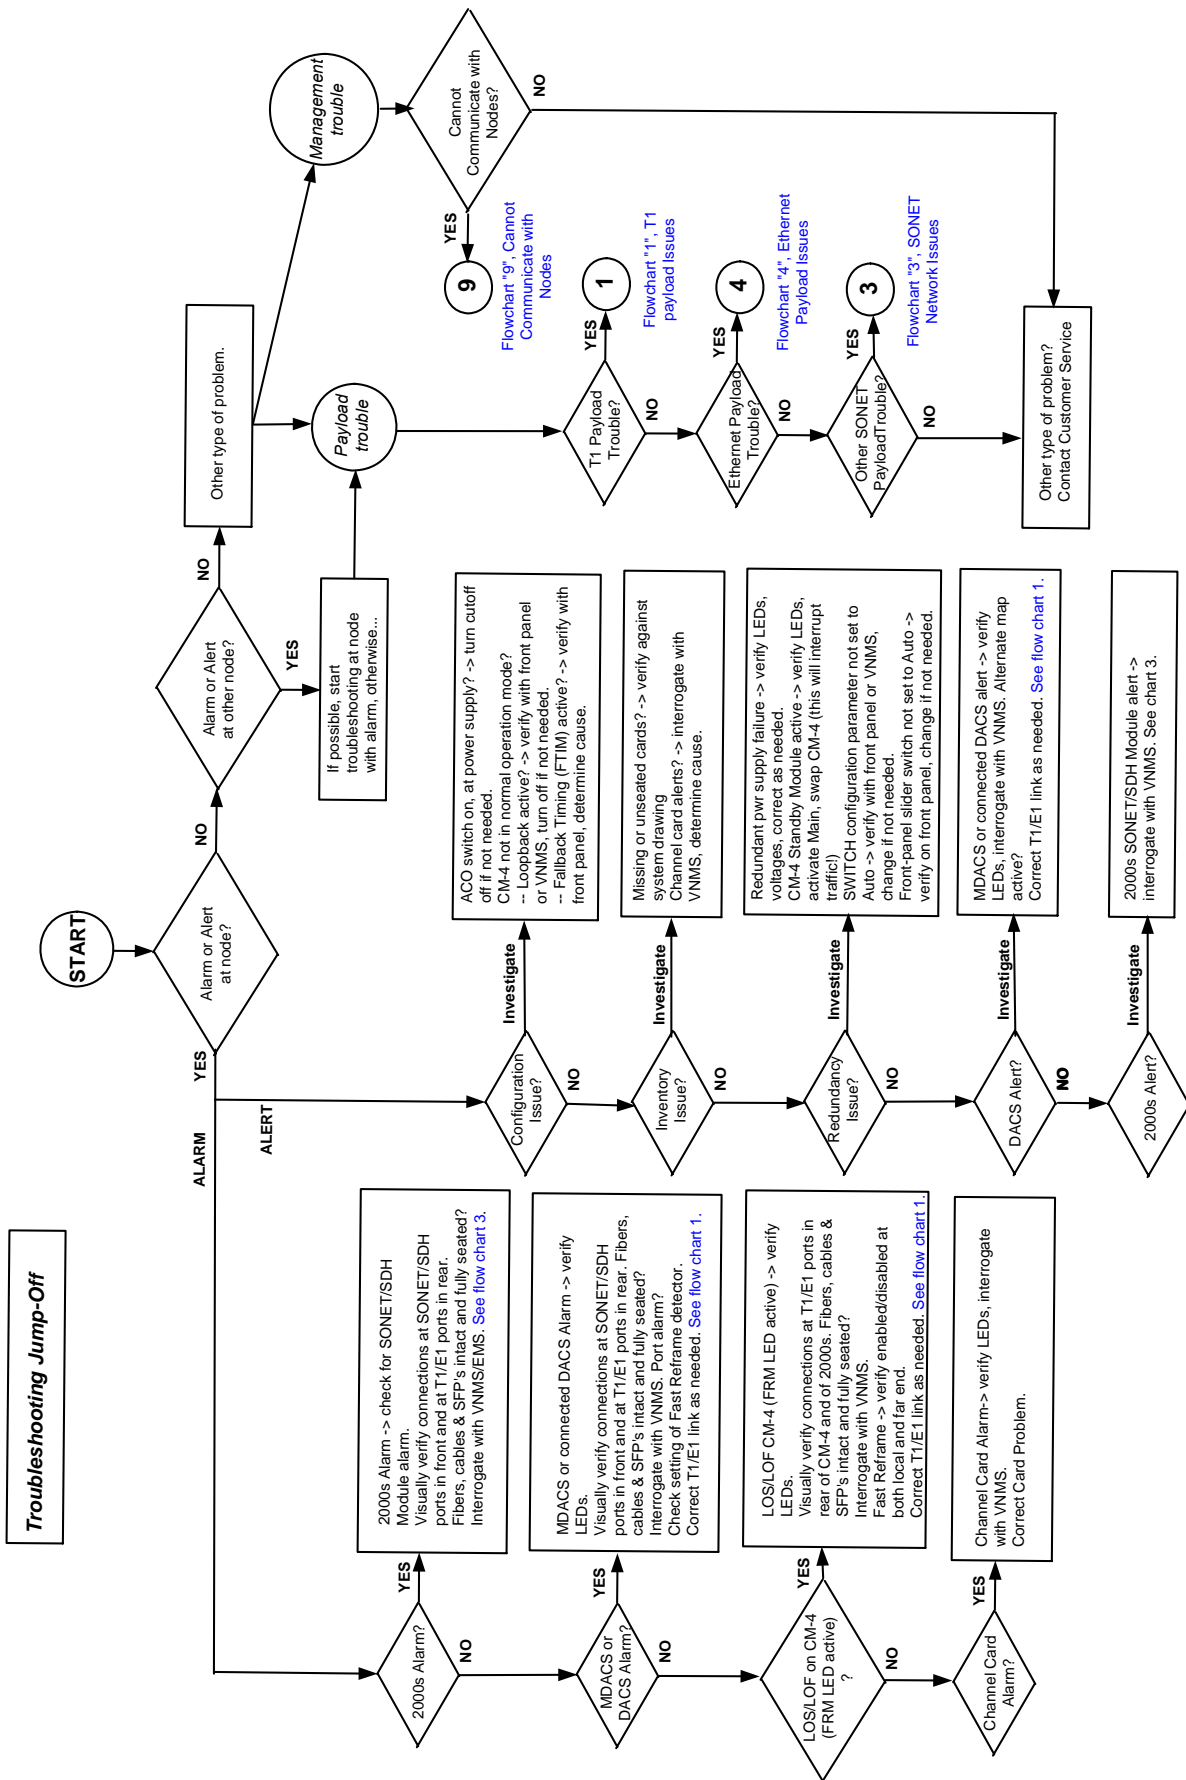 Troubleshooting Jump-Off
START
Alarm or Alert
at node?
YES
NO
ALARM
ALERT
Alarm or Alert
at other node?
NO
YES
Other type of problem.
If possible, start
troubleshooting at node
with alarm, otherwise...
Payload
trouble
Management
trouble
Cannot
Communicate with
Nodes?
YES
NO
9
Flowchart "9", Cannot
Communicate with
Nodes
T1 Payload
Trouble?
YES
NO
1
Flowchart "1", T1
payload Issues
Ethernet Payload
Trouble?
YES
NO
4
Flowchart "4", Ethernet
Payload Issues
Other SONET
PayloadTrouble?
YES
NO
3
Flowchart "3", SONET
Network Issues
Other type of problem?
Contact Customer Service
Configuration
Issue?
Investigate
NO
ACO switch on, at power supply? -> turn cutoff
off if not needed.
CM-4 not in normal operation mode?
-- Loopback active? -> verify with front panel
or VNMS, turn off if not needed.
-- Fallback Timing (FTIM) active? -> verify with
front panel, determine cause.
Inventory
Issue?
Investigate
NO
Missing or unseated cards? -> verify against
system drawing
Channel card alerts? -> interrogate with
VNMS, determine cause.
Redundancy
Issue?
Investigate
NO
Redundant pwr supply failure -> verify LEDs,
voltages, correct as needed.
CM-4 Standby Module active -> verify LEDs,
activate Main, swap CM-4 (this will interrupt
traffic!)
SWITCH configuration parameter not set to
Auto -> verify with front panel or VNMS,
change if not needed.
Front-panel slider switch not set to Auto ->
verify on front panel, change if not needed.
DACS Alert?
Investigate
NO
MDACS or connected DACS alert -> verify
LEDs, interrogate with VNMS. Alternate map
active?
Correct T1/E1 link as needed. See flow chart 1.
2000s Alert?
Investigate
2000s SONET/SDH Module alert ->
interrogate with VNMS. See chart 3.
2000s Alarm?
YES
NO
2000s Alarm -> check for SONET/SDH
Module alarm.
Visually verify connections at SONET/SDH
ports in front and at T1/E1 ports in rear.
Fibers, cables & SFP's intact and fully seated?
Interrogate with VNMS/EMS. See flow chart 3.
MDACS or
DACS Alarm?
YES
NO
MDACS or connected DACS Alarm -> verify
LEDs.
Visually verify connections at SONET/SDH
ports in front and at T1/E1 ports in rear. Fibers,
cables & SFP's intact and fully seated?
Interrogate with VNMS. Port alarm?
Check setting of Fast Reframe detector.
Correct T1/E1 link as needed. See flow chart 1.
LOS/LOF on CM-4
(FRM LED active)
?
YES
NO
LOS/LOF CM-4 (FRM LED active) -> verify
LEDs.
Visually verify connections at T1/E1 ports in
rear of CM-4 and of 2000s. Fibers, cables &
SFP's intact and fully seated?
Interrogate with VNMS.
Fast Reframe -> verify enabled/disabled at
both local and far end.
Correct T1/E1 link as needed. See flow chart 1.
Channel Card
Alarm?
YES
Channel Card Alarm-> verify LEDs, interrogate
with VNMS.
Correct Card Problem.